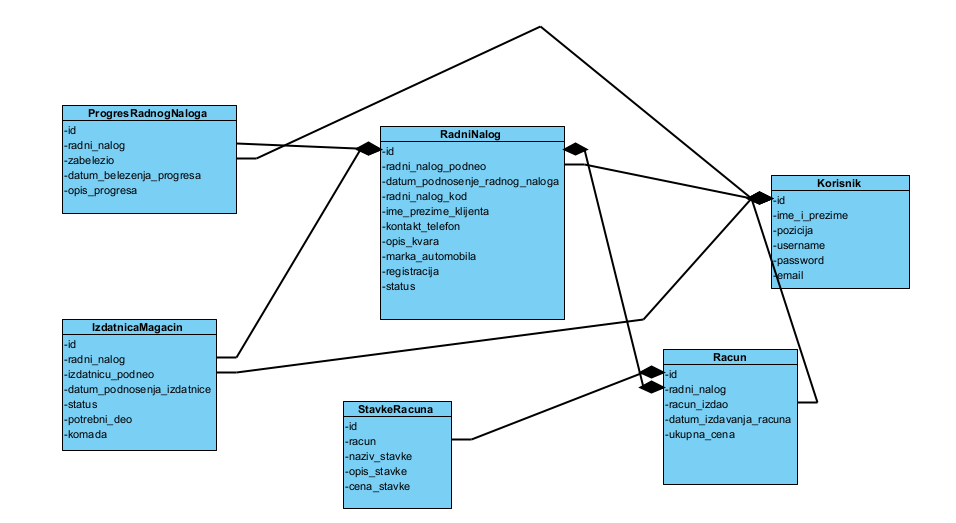 ProgresRadnogNaloga
-id
-radni_nalog
-zabelezio
-datum_belezenja_progresa
-opis_progresa
RadniNalog
-id
-radni_nalog_podneo
-datum_podnosenje_radnog_naloga
-radni_nalog_kod
-ime_prezime_klijenta
-kontakt_telefon
-opis_kvara
-marka_automobila
-registracija
-status
Korisnik
-id
-ime_i_prezime
-pozicija
-username
-password
-email
IzdatnicaMagacin
-id
-radni_nalog
-izdatnicu_podneo
-datum_podnosenja_izdatnice
-status
-potrebni_deo
-komada
StavkeRacuna
-id
-racun
-naziv_stavke
-opis_stavke
-cena_stavke
Racun
-id
-radni_nalog
-racun_izdao
-datum_izdavanja_racuna
-ukupna_cena